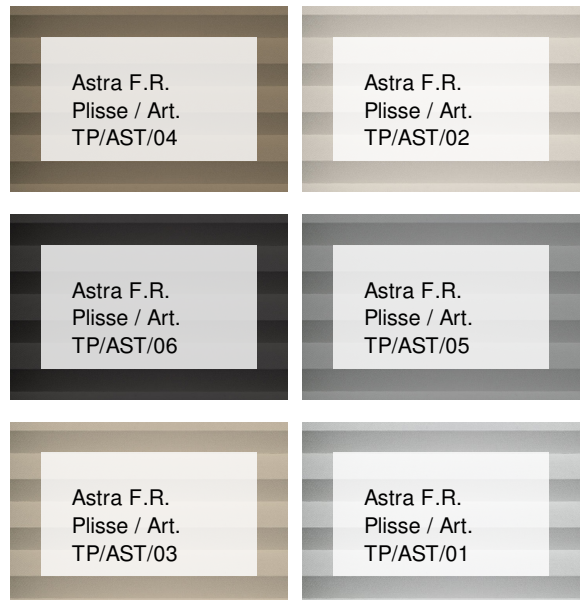 Astra F.R.
Plisse / Art.
TP/AST/04
Astra F.R.
Plisse / Art.
TP/AST/02
Astra F.R.
Plisse / Art.
TP/AST/06
Astra F.R.
Plisse / Art.
TP/AST/05
Astra F.R.
Plisse / Art.
TP/AST/03
Astra F.R.
Plisse / Art.
TP/AST/01